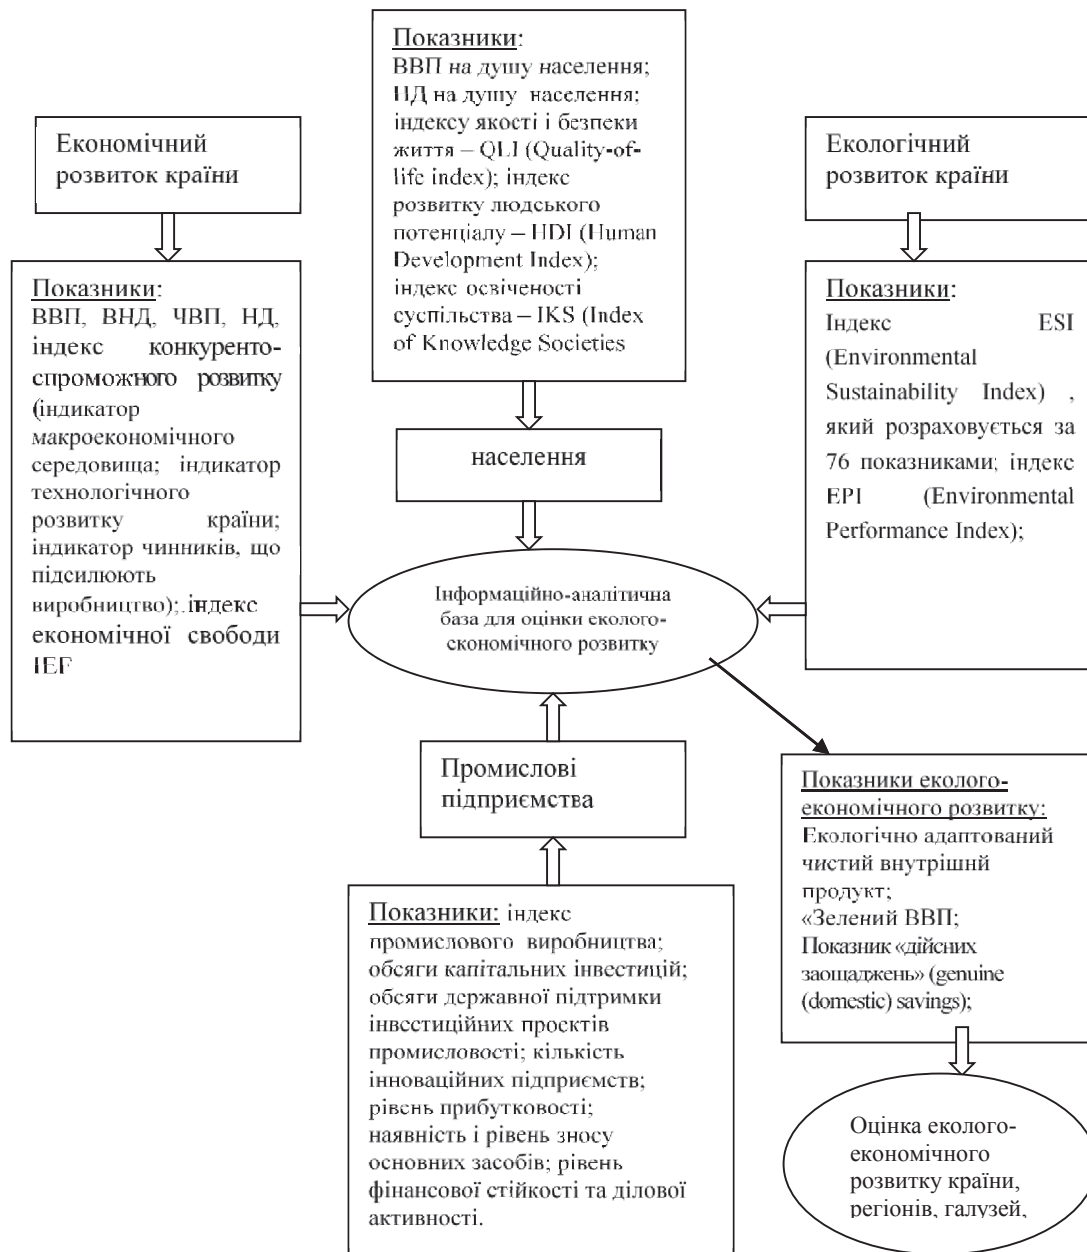 Показники:
ВВП на душу населення;
НД на душу населення;
індексу якості і безпеки
життя – QLI (Quality-of-
life index); індекс
розвитку людського
потенціалу – HDI (Human
Development Index);
індекс освіченості
суспільства – IKS (Index
of Knowledge Societies
Економічний
розвиток країни
Екологічний
розвиток країни
Показники:
ВВП, ВНД, ЧВП, НД,
індекс конкуренто-
спроможного розвитку
(індикатор
макроекономічного
середовища; індикатор
технологічного
розвитку країни;
індикатор чинників, що
підсилюють
виробництво); індекс
економічної свободи
IEF
Показники:
Індекс ESI
(Environmental
Sustainability Index) ,
який розраховується за
76 показниками; індекс
EPI (Environmental
Performance Index);
населення
Інформаційно-аналітична
база для оцінки еколого-
економічного розвитку
Промислові
підприємства
Показники: індекс
промислового виробництва;
обсяги капітальних інвестицій;
обсяги державної підтримки
інвестиційних проєктів
промисловості; кількість
інноваційних підприємств;
рівень прибутковості;
наявність і рівень зносу
основних засобів; рівень
фінансової стійкості та ділової
активності.
Показники еколого-
економічного розвитку:
Екологічно адаптований
чистий внутрішнй
продукт;
«Зелений ВВП;
Показник «дійсних
заощаджень» (genuine
(domestic) savings);
Оцінка еколого-
економічного
розвитку країни,
регіонів, галузей,